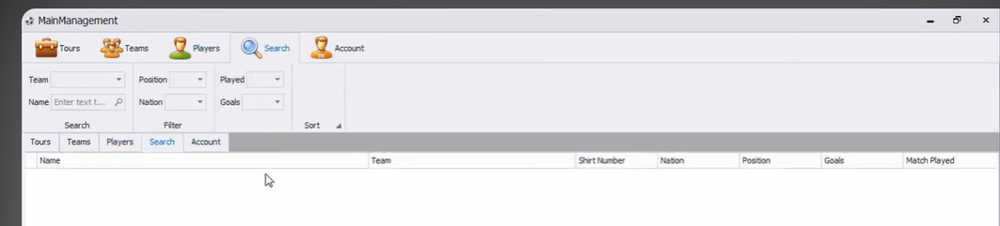 MainManagement
Tours Teams Players Search Account
Team Position Played
Name Enter text t... Nation Goals
Search Filter Sort
Tours Teams Players Search Account
Name Team Shirt Number Nation Position Goals Match Played